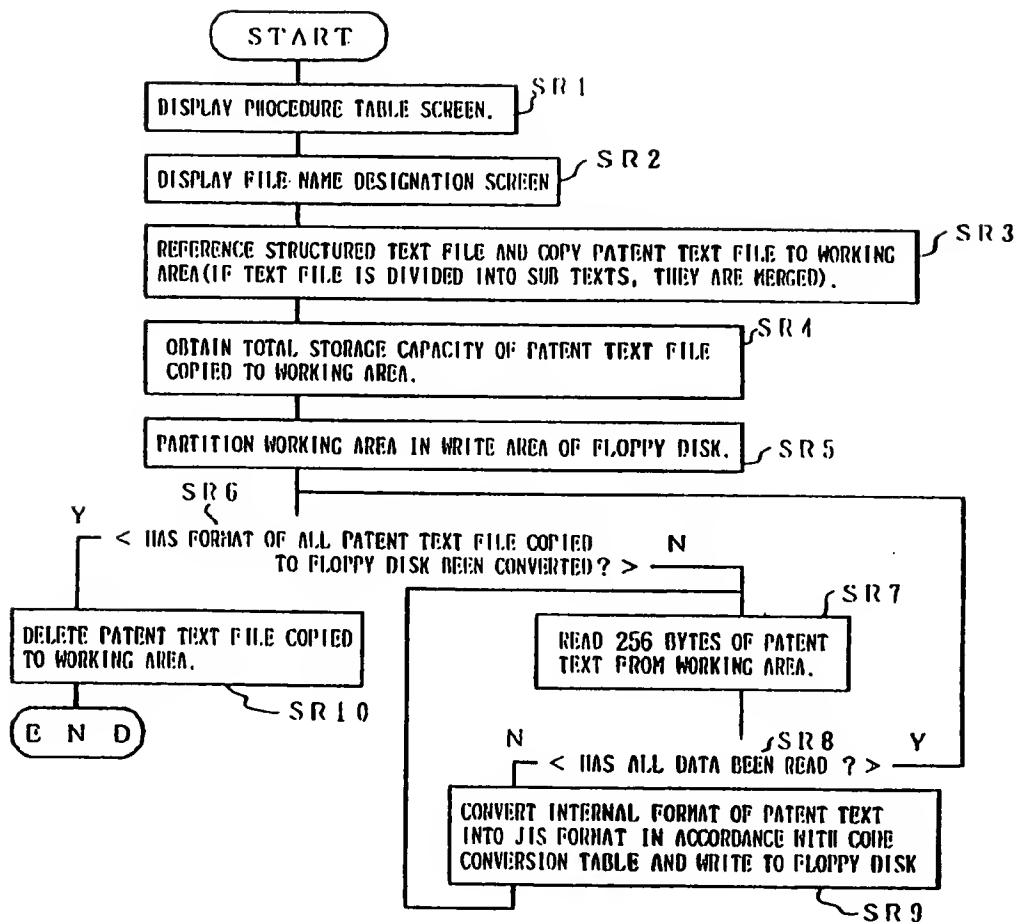 START
SR1
DISPLAY PROCEDURE TABLE SCREEN.
SR2
DISPLAY FILE NAME DESIGNATION SCREEN
SR3
REFERENCE STRUCTURED TEXT FILE AND COPY PATENT TEXT FILE TO WORKING
AREA(IF TEXT FILE IS DIVIDED INTO SUB TEXTS, THEY ARE MERGED).
SR4
OBTAIN TOTAL STORAGE CAPACITY OF PATENT TEXT FILE
COPIED TO WORKING AREA.
PARTITION WORKING AREA IN WRITE AREA OF FLOPPY DISK.
SR5
SR6
Y
< HAS FORMAT OF ALL PATENT TEXT FILE COPIED
TO FLOPPY DISK BEEN CONVERTED? >
N
SR7
DELETE PATENT TEXT FILE COPIED
TO WORKING AREA.
READ 256 BYTES OF PATENT
TEXT FROM WORKING AREA.
SR10
END
SR8
N
< HAS ALL DATA BEEN READ ? >
Y
CONVERT INTERNAL FORMAT OF PATENT TEXT
INTO JIS FORMAT IN ACCORDANCE WITH CODE
CONVERSION TABLE AND WRITE TO FLOPPY DISK
SR9